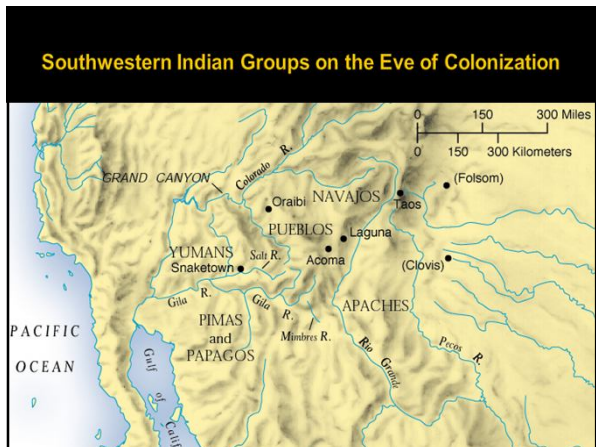 Southwestern Indian Groups on the Eve of Colonization
0 150 300 Miles
0 150 300 Kilometers
GRAND CANYON
Colorado R.
NAVAJOS
Taos
(Folsom)
Oraibi
PUEBLOS
Laguna
Acoma
YUMANS
Salt R.
Snaketown
(Clovis)
Gila R.
Gila R.
APACHES
PIMAS
and
PAPAGOS
Mimbres R.
Rio Grande
Pecos R.
PACIFIC
OCEAN
Gulf of Calif